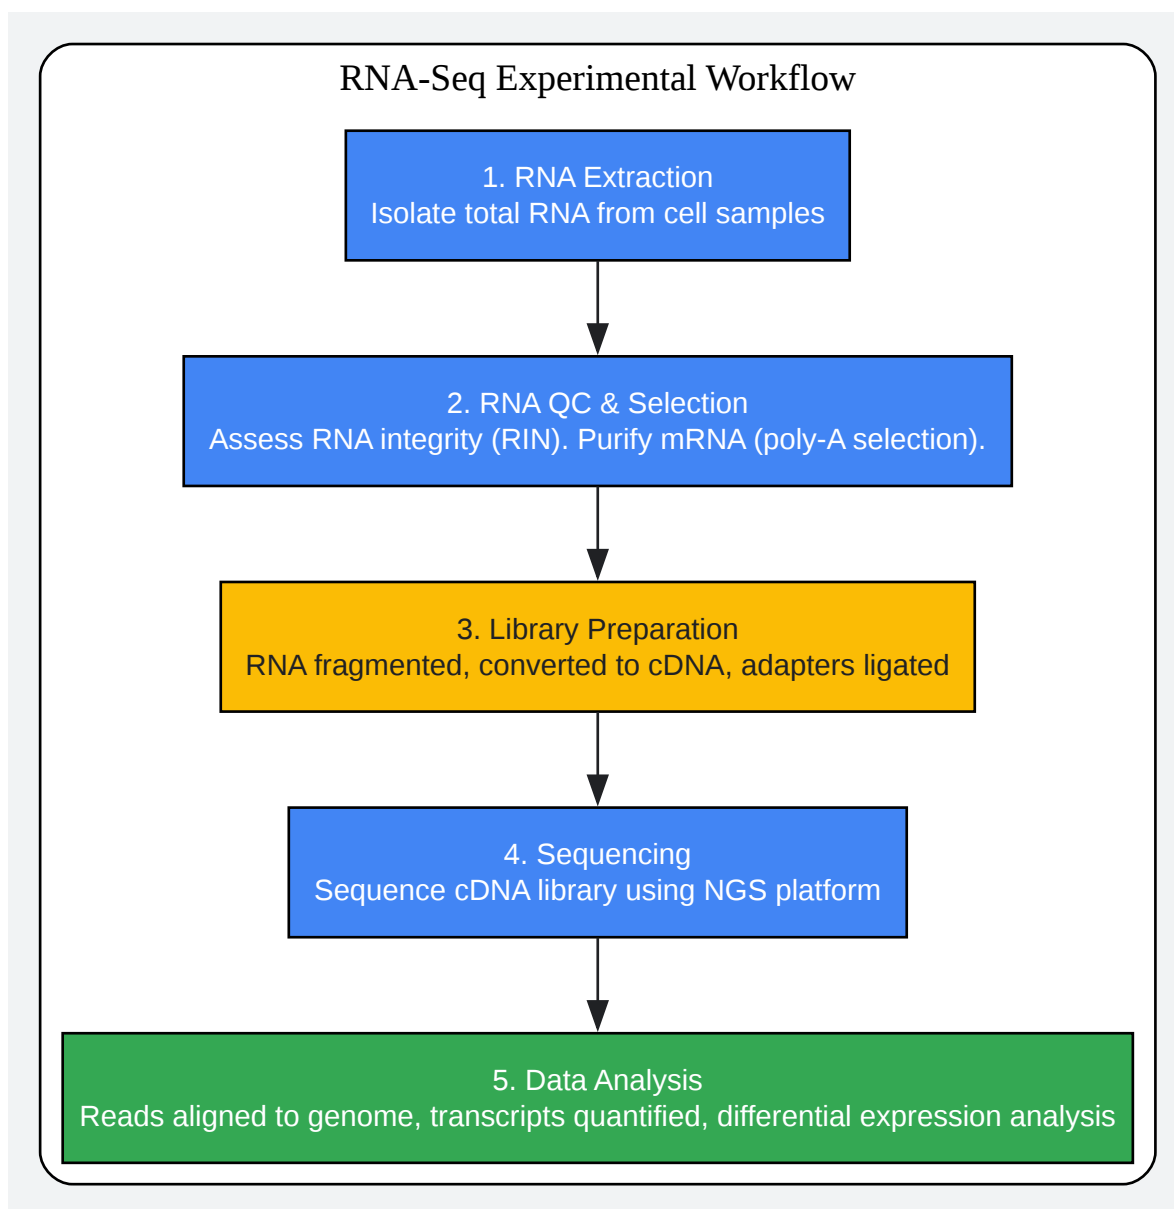 RNA-Seq Experimental Workflow
1. RNA Extraction
Isolate total RNA from cell samples
2. RNA QC & Selection
Assess RNA integrity (RIN). Purify mRNA (poly-A selection).
3. Library Preparation
RNA fragmented, converted to cDNA, adapters ligated
4. Sequencing
Sequence cDNA library using NGS platform
5. Data Analysis
Reads aligned to genome, transcripts quantified, differential expression analysis